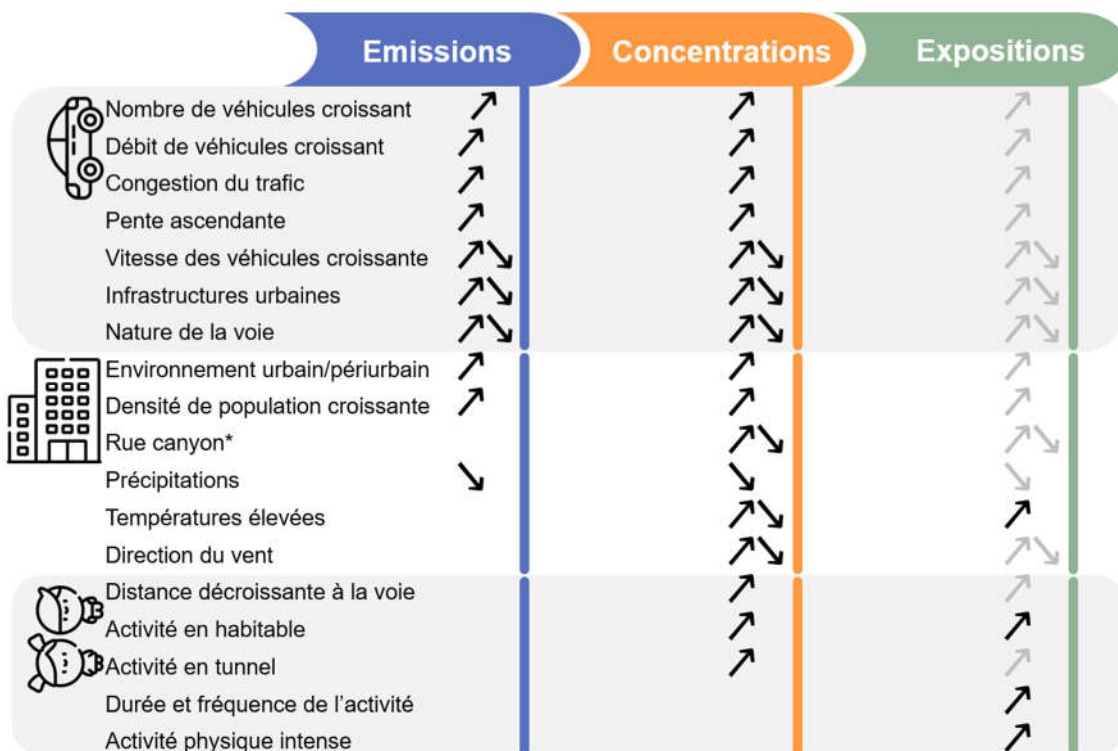 Emissions Concentrations Expositions
Nombre de véhicules croissant
Débit de véhicules croissant
Congestion du trafic
Pente ascendante
Vitesse des véhicules croissante
Infrastructures urbaines
Nature de la voie
Environnement urbain/périurbain
Densité de population croissante
Rue canyon*
Précipitations
Températures élevées
Direction du vent
Distance décroissante à la voie
Activité en habitable
Activité en tunnel
Durée et fréquence de l'activité
Activité physique intense